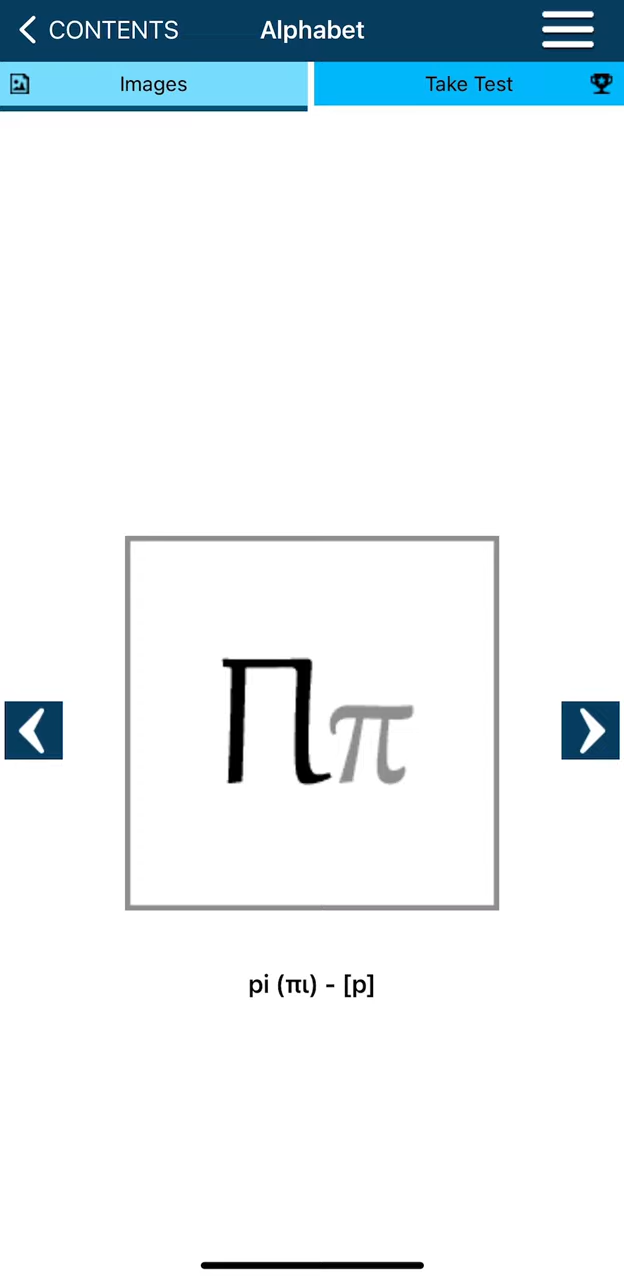 CONTENTS Alphabet
Images Take Test
Ππ
pi (πι) - [p]